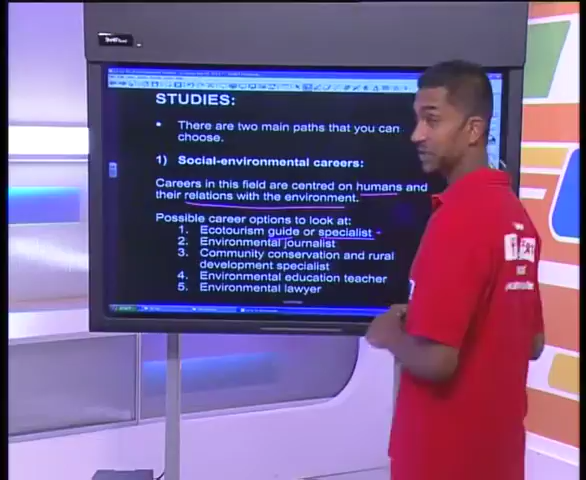 STUDIES:
• There are two main paths that you can
choose.
1) Social-environmental careers:
Careers in this field are centred on humans and
their relations with the environment.
Possible career options to look at:
1. Ecotourism guide or specialist
2. Environmental journalist
3. Community conservation and rural
development specialist
4. Environmental education teacher
5. Environmental lawyer